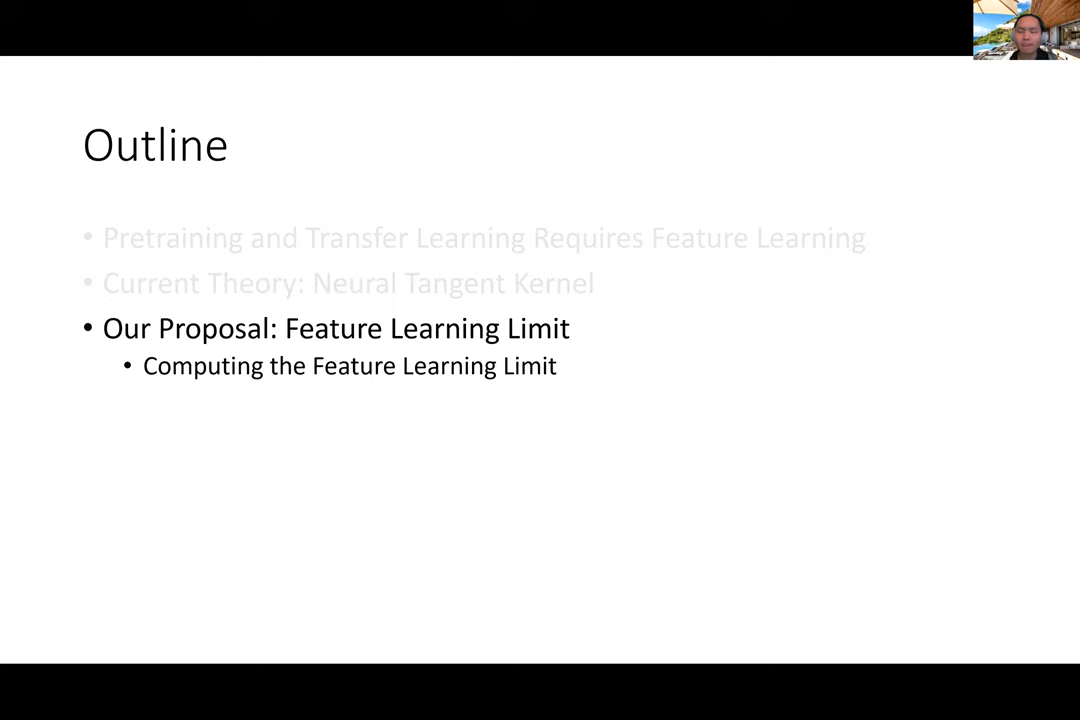 Outline
• Pretraining and Transfer Learning Requires Feature Learning
• Current Theory: Neural Tangent Kernel
• Our Proposal: Feature Learning Limit
• Computing the Feature Learning Limit